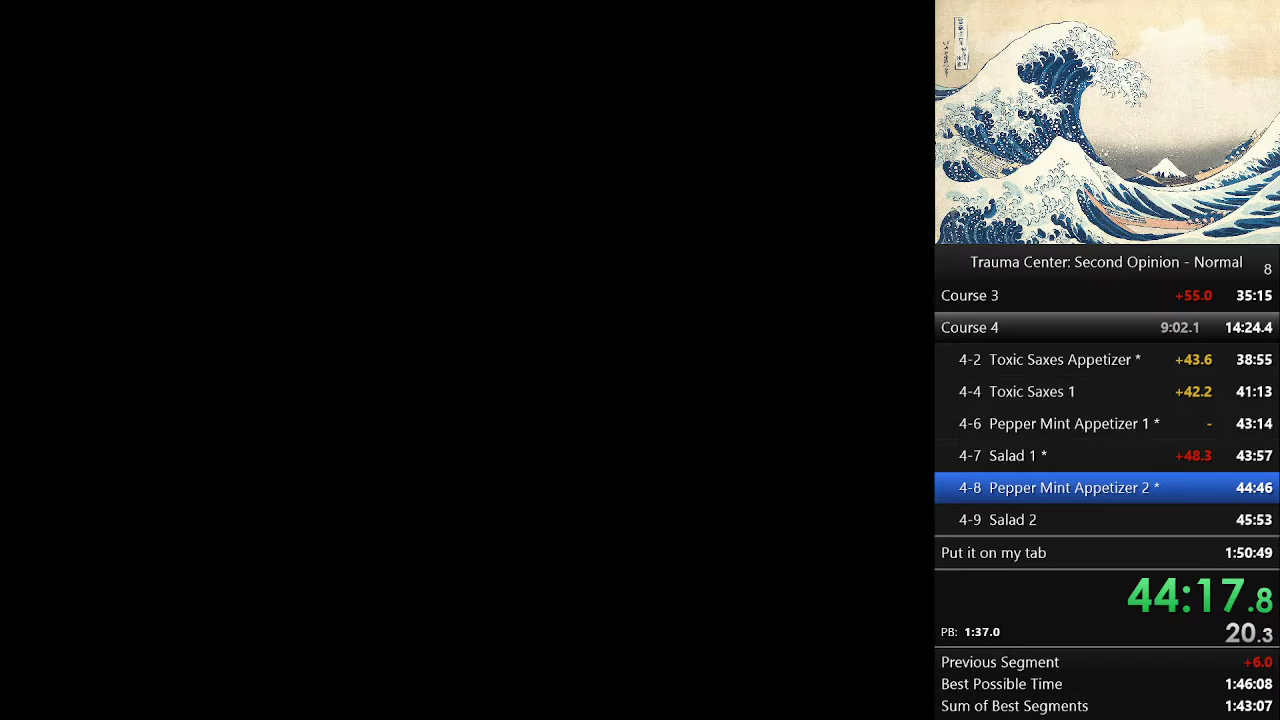 Trauma Center: Second Opinion - Normal
8
Course 3 +55.0 35:15
Course 4 9:02.1 14:24.4
4-2 Toxic Saxes Appetizer * +43.6 38:55
4-4 Toxic Saxes 1 +42.2 41:13
4-6 Pepper Mint Appetizer 1 * - 43:14
4-7 Salad 1 * +48.3 43:57
4-8 Pepper Mint Appetizer 2 * 44:46
4-9 Salad 2 45:53
Put it on my tab 1:50:49
44:17.8
PB: 1:37.0 20.3
Previous Segment +6.0
Best Possible Time 1:46:08
Sum of Best Segments 1:43:07